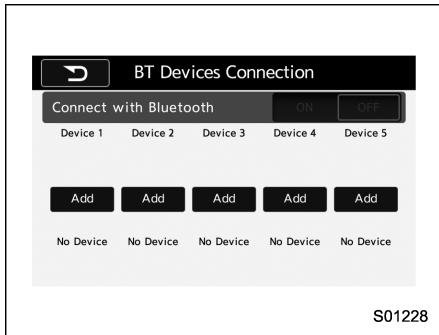 BT Devices Connection
Connect with Bluetooth ON OFF
Device 1 Device 2 Device 3 Device 4 Device 5
Add Add Add Add Add
No Device No Device No Device No Device No Device
S01228